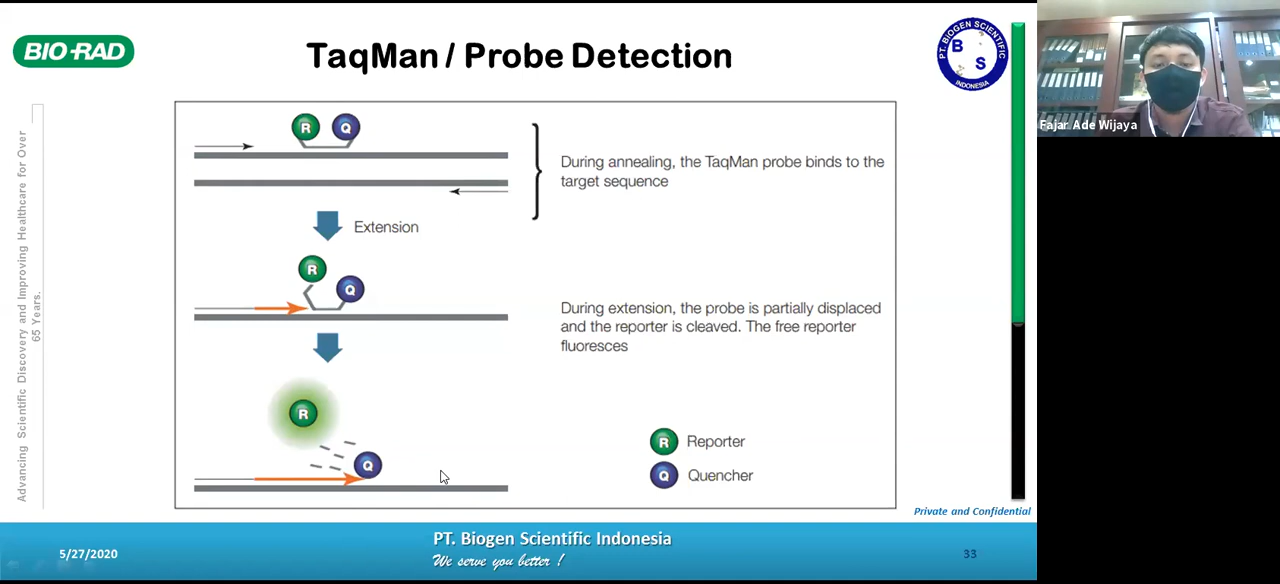 BIO-RAD
TaqMan / Probe Detection
PT. BIOGEN SCIENTIFIC
B
S
INDONESIA
Fajar Ade Wijaya
Advancing Scientific Discovery and Improving Healthcare for Over
65 Years.
R
Q
During annealing, the TaqMan probe binds to the
target sequence
Extension
R
Q
During extension, the probe is partially displaced
and the reporter is cleaved. The free reporter
fluoresces
R
Q
R Reporter
Q Quencher
Private and Confidential
5/27/2020
PT. Biogen Scientific Indonesia
We serve you better !
33